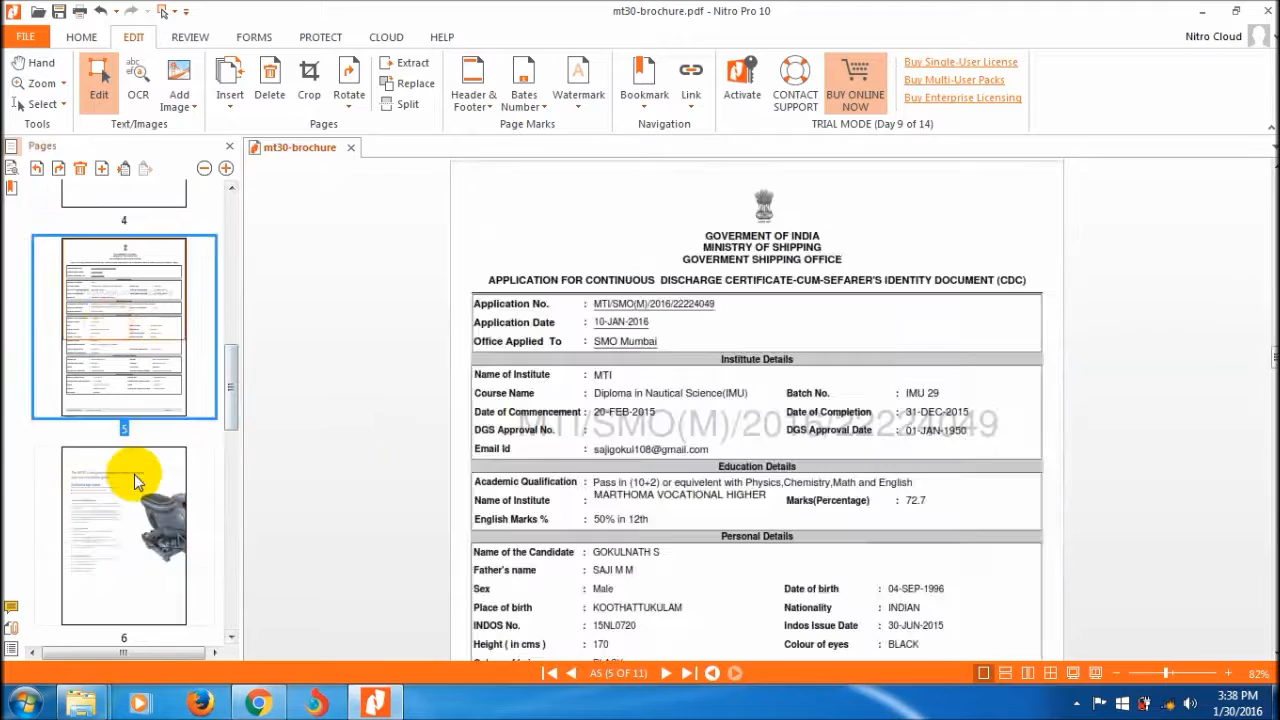 mt30-brochure.pdf - Nitro Pro 10
FILE HOME EDIT REVIEW FORMS PROTECT CLOUD HELP Nitro Cloud
Hand
Zoom
Select
Tools
Edit
OCR
Add Image
Text/Images
Insert
Delete
Crop
Rotate
Extract
Replace
Split
Pages
Header & Footer
Bates Number
Watermark
Page Marks
Bookmark
Link
Navigation
Activate
CONTACT SUPPORT
BUY ONLINE NOW
Buy Single-User License
Buy Multi-User Packs
Buy Enterprise Licensing
TRIAL MODE (Day 9 of 14)
Pages
mt30-brochure
4
5
6
GOVERMENT OF INDIA
MINISTRY OF SHIPPING
GOVERMENT SHIPPING OFFICE
APPLICATION FOR CONTINUOUS DISCHARGE CERTIFICATE-CUM-SEFARER'S IDENTITY DOCUMENT (CDC)
Application No. : MTI/SMO(M)/2016/22224049
Application Date : 10-JAN-2016
Office Applied To : SMO Mumbai
Institute Details
Name of Institute : MTI
Course Name : Diploma in Nautical Science(IMU) Batch No. : IMU 29
Date of Commencement : 20-FEB-2015 Date of Completion : 31-DEC-2015
MTI/SMO(M)/2016/22224049
DGS Approval No. : DGS Approval Date : 01-JAN-1950
Email Id : sajigokul108@gmail.com
Education Details
Academic Qualification : Pass in (10+2) or equivalent with Physics,Chemistry,Math and English
Name of Institute : MARTHOMA VOCATIONAL HIGHER Marks(Percentage) : 72.7
English Marks % : 50% in 12th
Personal Details
Name of the Candidate : GOKULNATH S
Father's name : SAJI M M
Sex : Male Date of birth : 04-SEP-1996
Place of birth : KOOTHATTUKULAM Nationality : INDIAN
INDOS No. : 15NL0720 Indos Issue Date : 30-JUN-2015
Height ( in cms ) : 170 Colour of eyes : BLACK
AS (5 OF 11)
82%
3:38 PM
1/30/2016